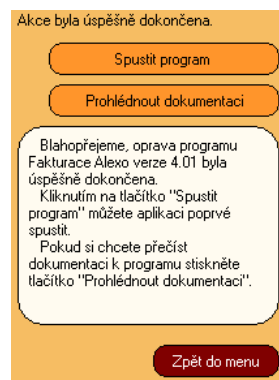 Akce byla úspěšně dokončena.
Spustit program
Prohlédnout dokumentaci
Blahopřejeme, oprava programu
Fakturace Alexo verze 4.01 byla
úspěšně dokončena.
Kliknutím na tlačítko "Spustit
program" můžete aplikaci poprvé
spustit.
Pokud si chcete přečíst
dokumentaci k programu stiskněte
tlačítko "Prohlédnout dokumentaci".
Zpět do menu